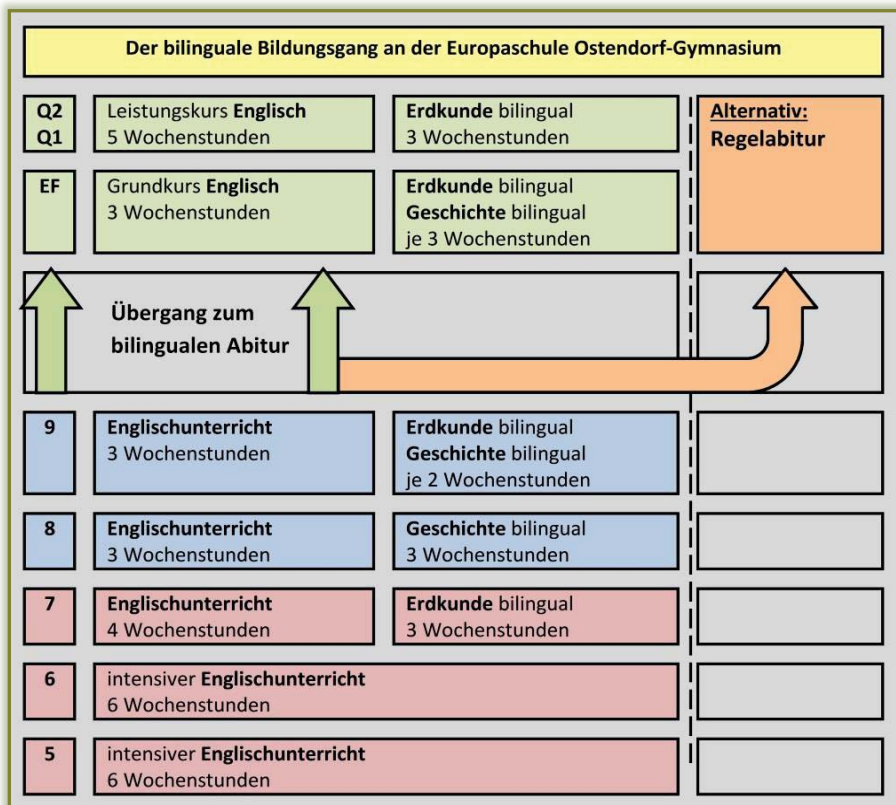 Der bilinguale Bildungsgang an der Europaschule Ostendorf-Gymnasium
Q2
Q1
Leistungskurs Englisch
5 Wochenstunden
Erdkunde bilingual
3 Wochenstunden
Alternativ:
Regelabitur
EF
Grundkurs Englisch
3 Wochenstunden
Erdkunde bilingual
Geschichte bilingual
je 3 Wochenstunden
Übergang zum
bilingualen Abitur
9
Englischunterricht
3 Wochenstunden
Erdkunde bilingual
Geschichte bilingual
je 2 Wochenstunden
8
Englischunterricht
3 Wochenstunden
Geschichte bilingual
3 Wochenstunden
7
Englischunterricht
4 Wochenstunden
Erdkunde bilingual
3 Wochenstunden
6
intensiver Englischunterricht
6 Wochenstunden
5
intensiver Englischunterricht
6 Wochenstunden